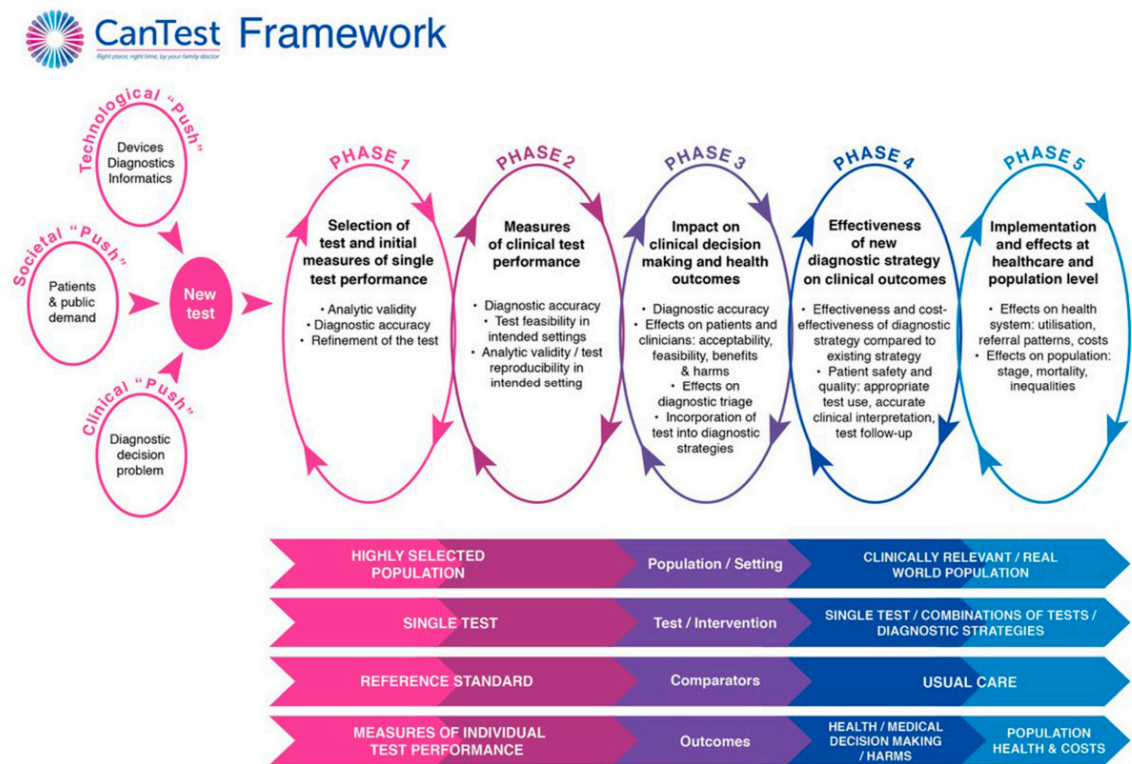 CanTest Framework
Right place, right time, by your family doctor
Technological "Push"
Devices
Diagnostics
Informatics
Societal "Push"
Patients
& public
demand
Clinical "Push"
Diagnostic
decision
problem
New
test
PHASE 1
Selection of
test and initial
measures of single
test performance
• Analytic validity
• Diagnostic accuracy
• Refinement of the test
PHASE 2
Measures
of clinical test
performance
• Diagnostic accuracy
• Test feasibility in
intended settings
• Analytic validity / test
reproducibility in
intended setting
PHASE 3
Impact on
clinical decision
making and health
outcomes
• Diagnostic accuracy
• Effects on patients and
clinicians: acceptability,
feasibility, benefits
& harms
• Effects on
diagnostic triage
• Incorporation of
test into diagnostic
strategies
PHASE 4
Effectiveness
of new
diagnostic strategy
on clinical outcomes
• Effectiveness and cost-
effectiveness of diagnostic
strategy compared to
existing strategy
• Patient safety and
quality: appropriate
test use, accurate
clinical interpretation,
test follow-up
PHASE 5
Implementation
and effects at
healthcare and
population level
• Effects on health
system: utilisation,
referral patterns, costs
• Effects on population:
stage, mortality,
inequalities
HIGHLY SELECTED
POPULATION
Population / Setting
CLINICALLY RELEVANT / REAL
WORLD POPULATION
SINGLE TEST
Test / Intervention
SINGLE TEST / COMBINATIONS OF TESTS /
DIAGNOSTIC STRATEGIES
REFERENCE STANDARD
Comparators
USUAL CARE
MEASURES OF INDIVIDUAL
TEST PERFORMANCE
Outcomes
HEALTH / MEDICAL
DECISION MAKING
/ HARMS
POPULATION
HEALTH & COSTS